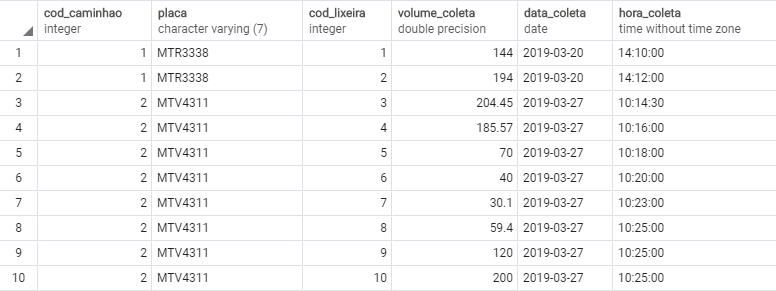 cod_caminhao placa cod_lixeira volume_coleta data_coleta hora_coleta
integer character varying (7) integer double precision date time without time zone
1 1 MTR3338 1 144 2019-03-20 14:10:00
2 1 MTR3338 2 194 2019-03-20 14:12:00
3 2 MTV4311 3 204.45 2019-03-27 10:14:30
4 2 MTV4311 4 185.57 2019-03-27 10:16:00
5 2 MTV4311 5 70 2019-03-27 10:18:00
6 2 MTV4311 6 40 2019-03-27 10:20:00
7 2 MTV4311 7 30.1 2019-03-27 10:23:00
8 2 MTV4311 8 59.4 2019-03-27 10:25:00
9 2 MTV4311 9 120 2019-03-27 10:25:00
10 2 MTV4311 10 200 2019-03-27 10:25:00